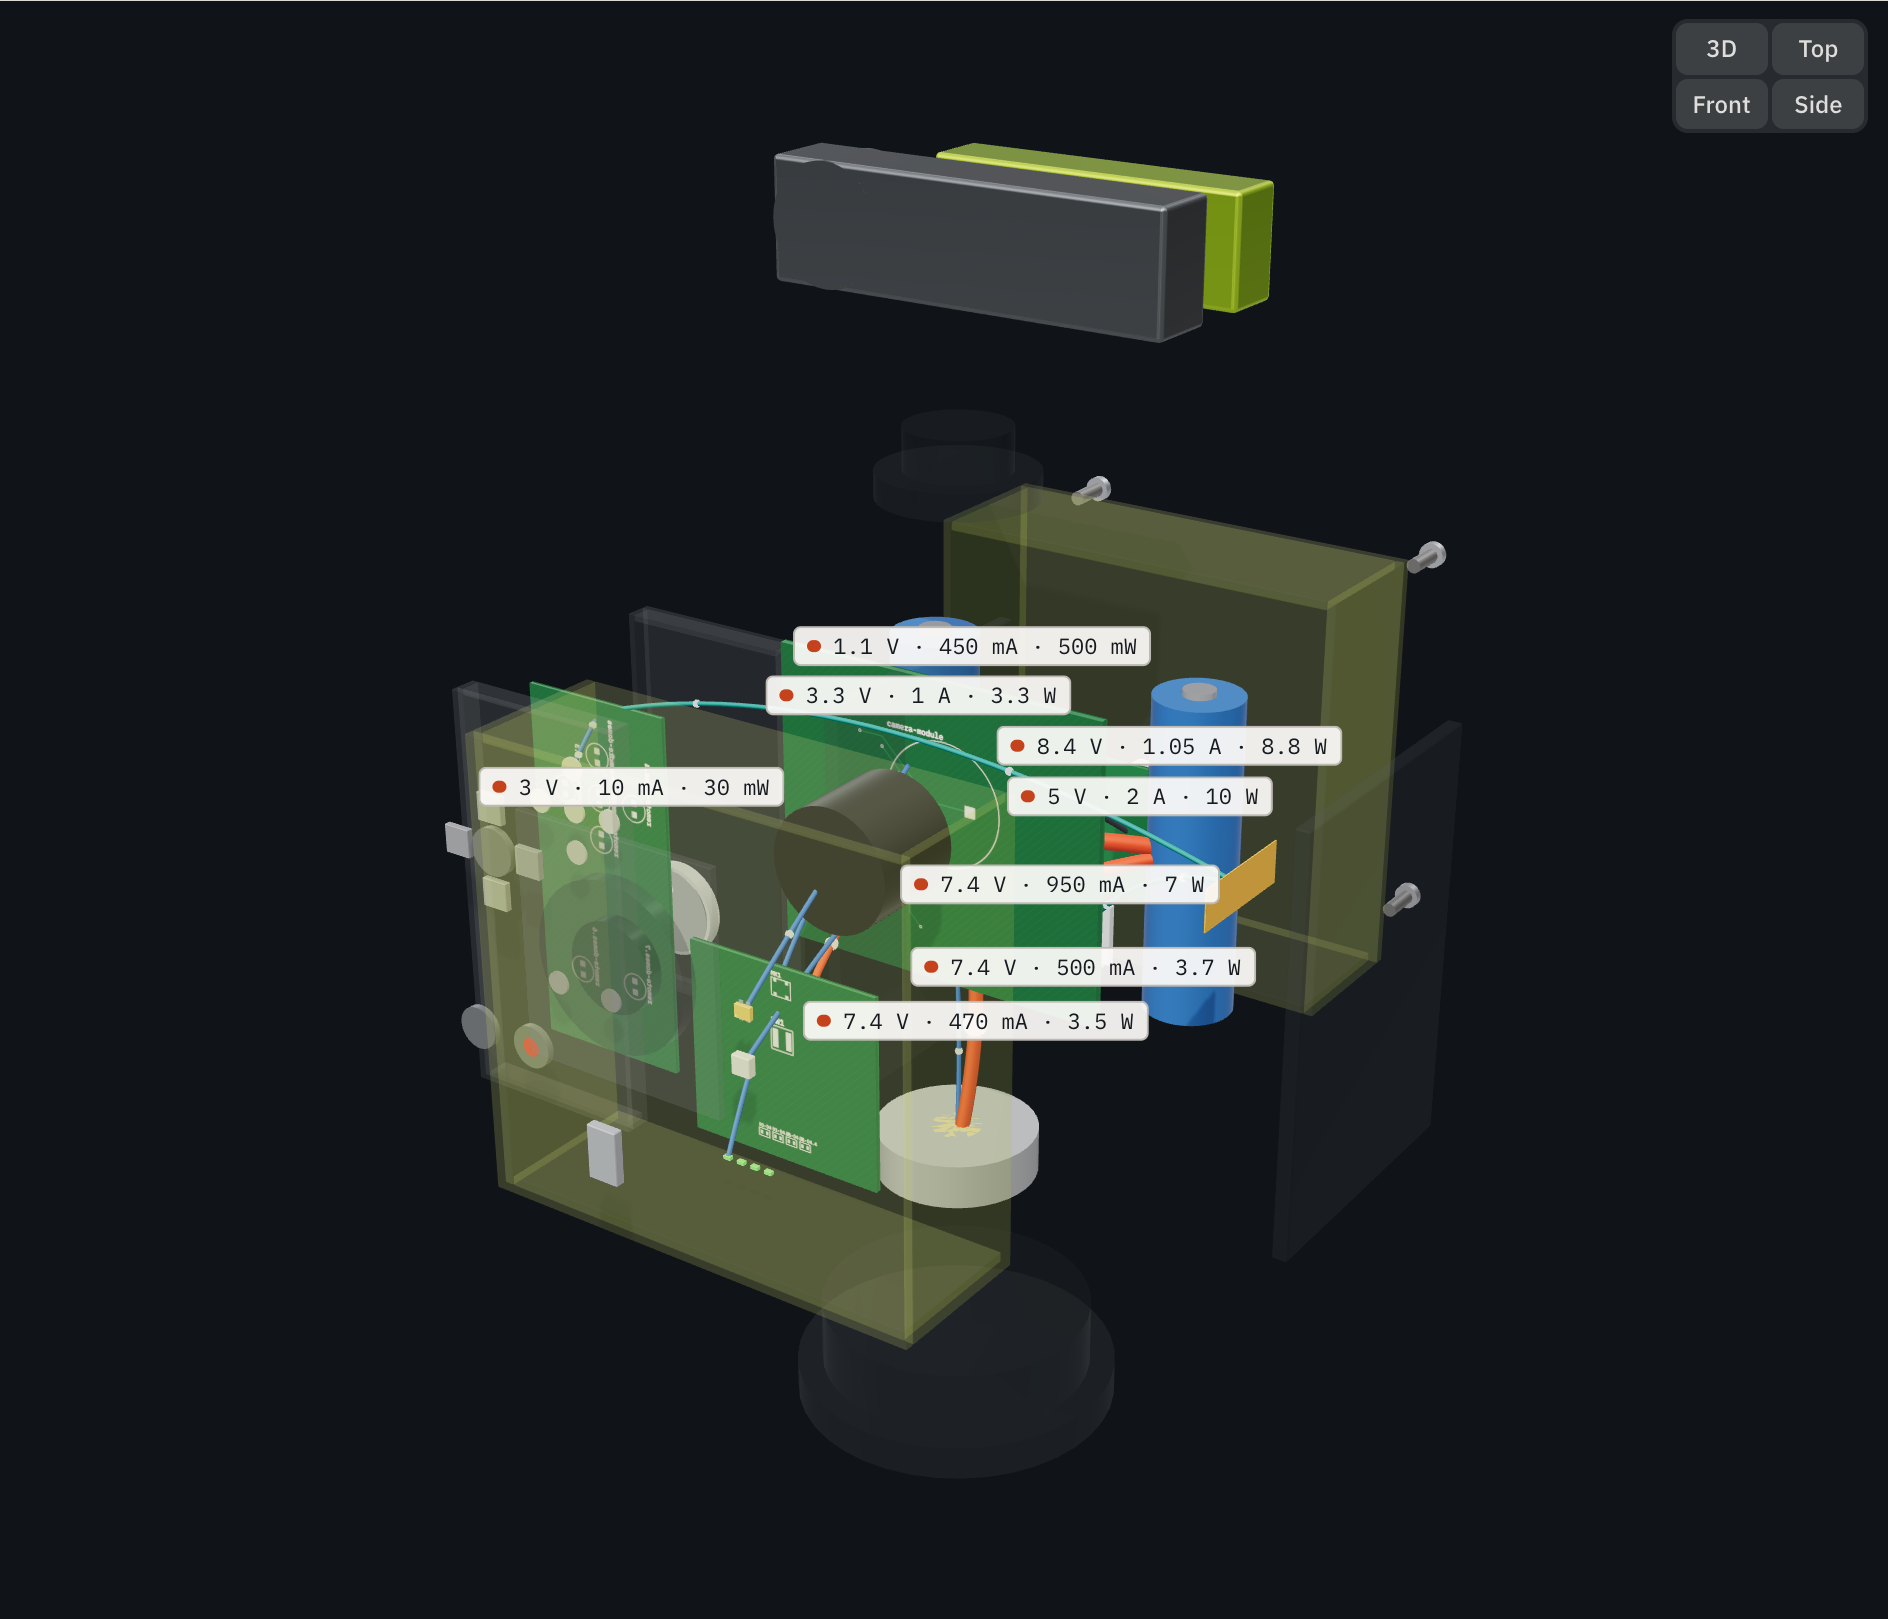 3D
Top
Front
Side
1.1 V · 450 mA · 500 mW
3.3 V · 1 A · 3.3 W
camera-module
8.4 V · 1.05 A · 8.8 W
3 V · 10 mA · 30 mW
5 V · 2 A · 10 W
7.4 V · 950 mA · 7 W
7.4 V · 500 mA · 3.7 W
7.4 V · 470 mA · 3.5 W